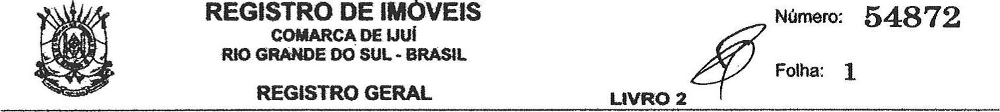 REGISTRO DE IMÓVEIS
COMARCA DE IJUÍ
RIO GRANDE DO SUL - BRASIL
REGISTRO GERAL
LIVRO 2
Número: 54872
Folha: 1